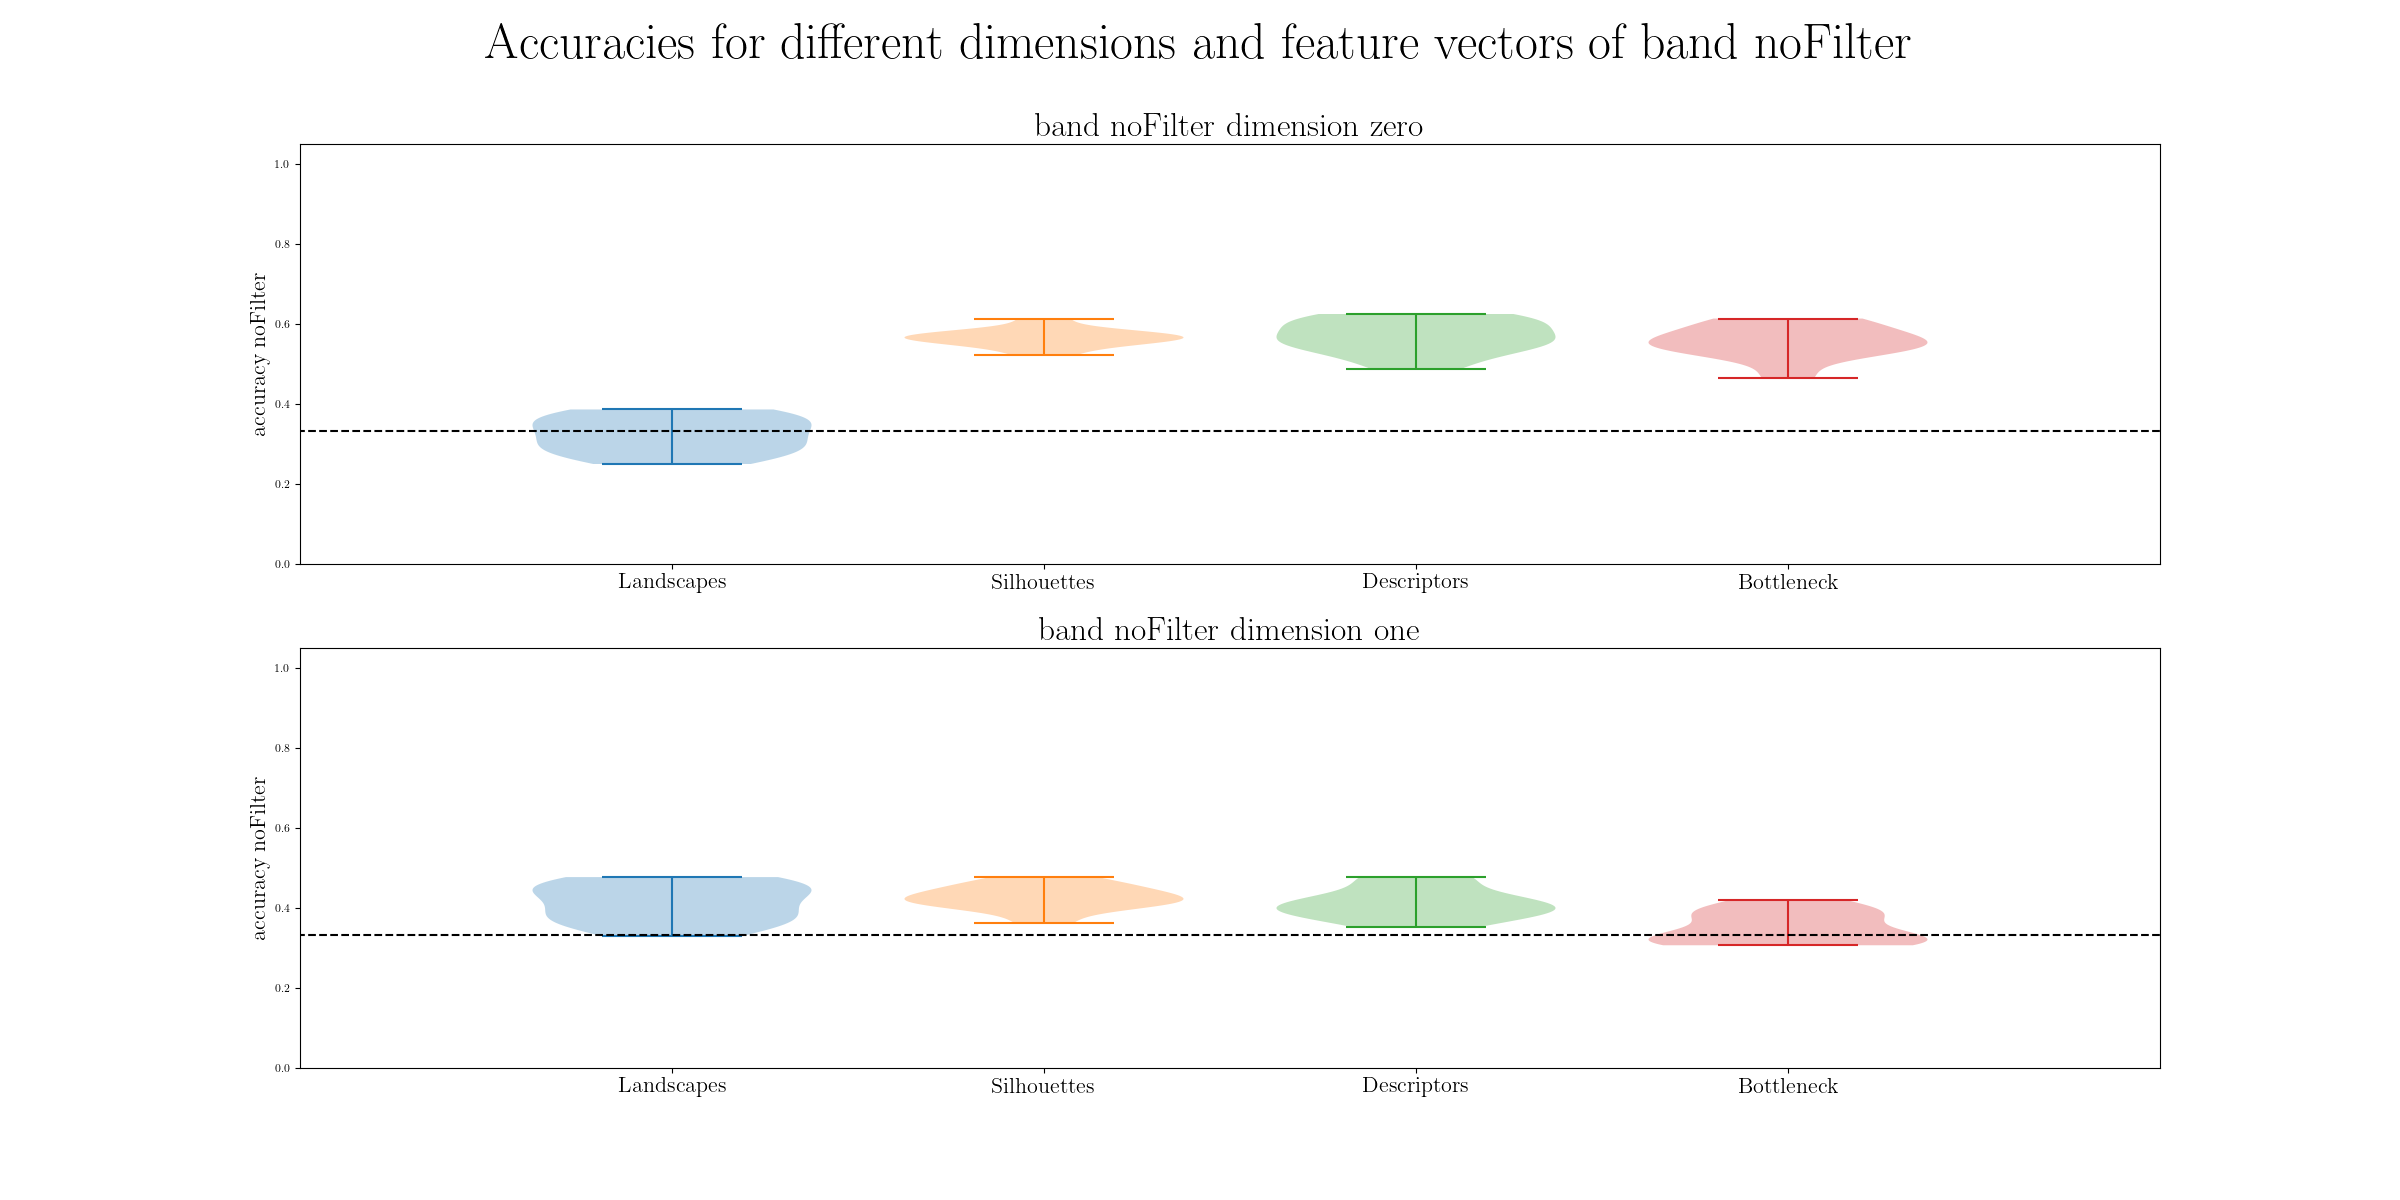 Accuracies for different dimensions and feature vectors of band noFilter
band noFilter dimension zero
accuracy noFilter
1.0
0.8
0.6
0.4
0.2
0.0
Landscapes Silhouettes Descriptors Bottleneck
band noFilter dimension one
accuracy noFilter
1.0
0.8
0.6
0.4
0.2
0.0
Landscapes Silhouettes Descriptors Bottleneck